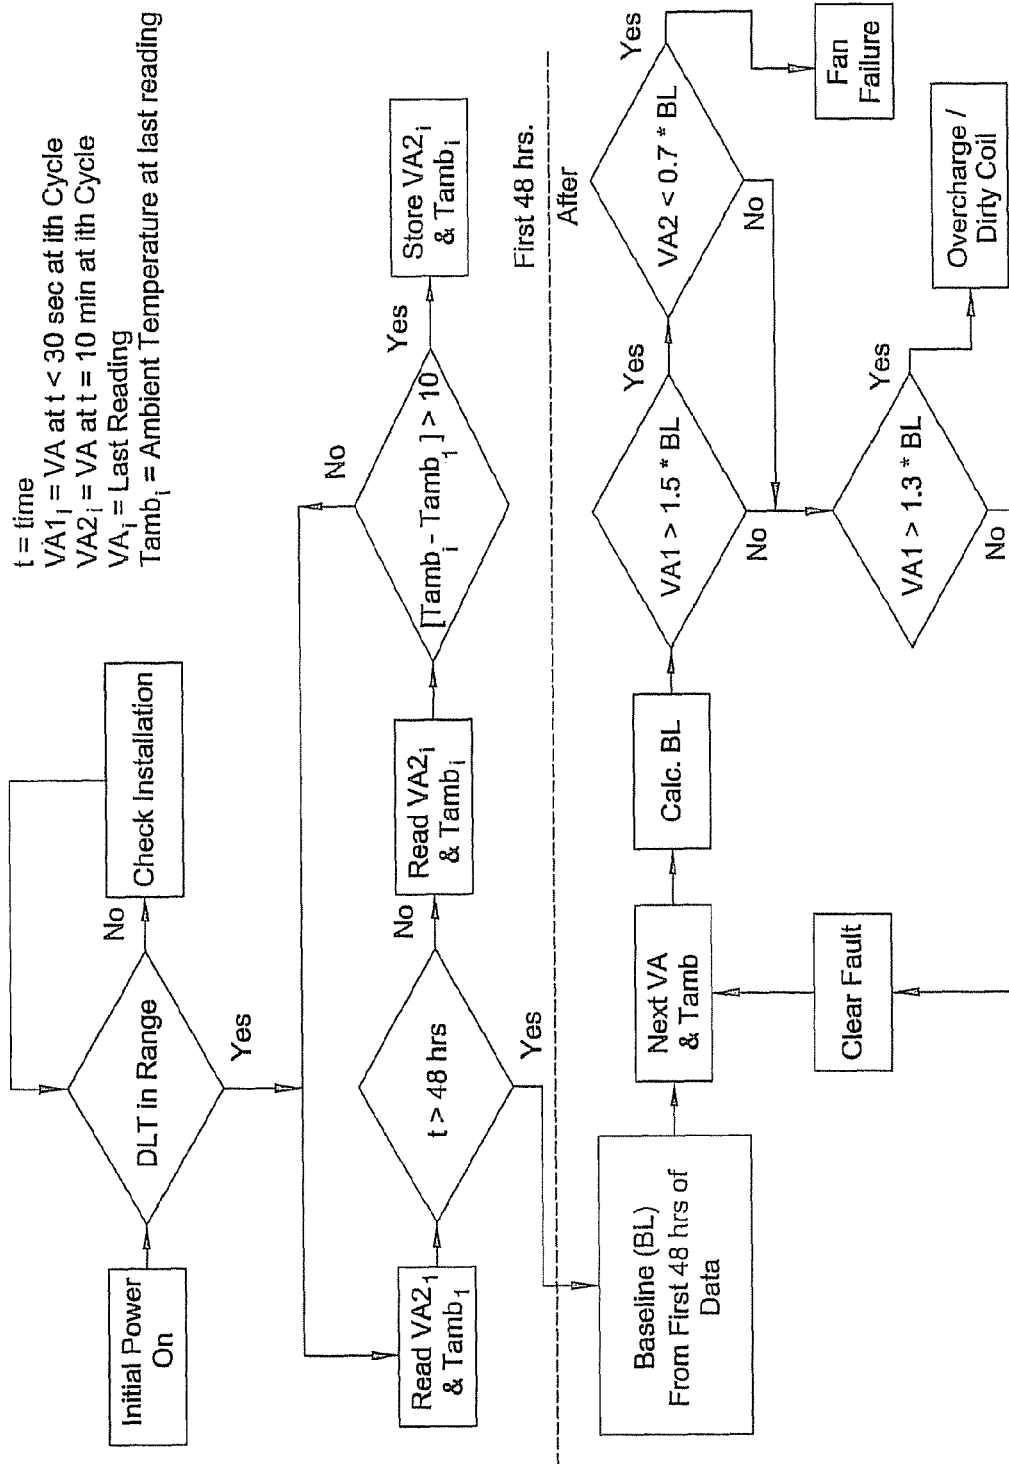 t = time
VA1i = VA at t < 30 sec at ith Cycle
VA2i = VA at t = 10 min at ith Cycle
VAi = Last Reading
Tambi = Ambient Temperature at last reading
Initial Power
On
DLT in Range
No
Check Installation
Yes
Read VA21
& Tamb1
t > 48 hrs
No
Read VA2i
& Tambi
[Tambi - Tamb1] > 10
No
Yes
Store VA2i
& Tambi
Yes
First 48 hrs.
After
Baseline (BL)
From First 48 hrs of
Data
Next VA
& Tamb
Calc. BL
VA1 > 1.5 * BL
Yes
No
VA2 < 0.7 * BL
Yes
No
Fan
Failure
Clear Fault
VA1 > 1.3 * BL
Yes
No
Overcharge /
Dirty Coil